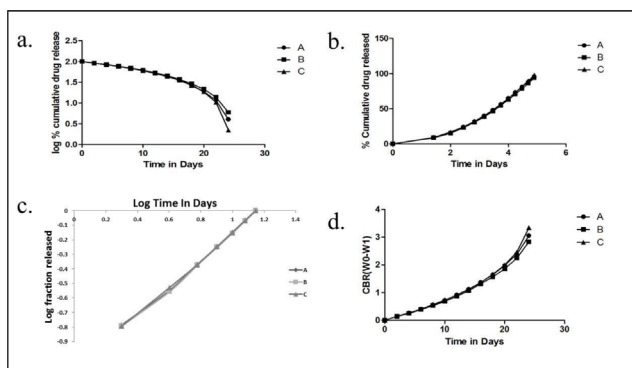 a.
log % cumulative drug release
2.5
2.0
1.5
1.0
0.5
0.0
0 10 20 30
Time in Days
A
B
C
b.
% Cumulative drug released
150
100
50
0
0 2 4 6
Time in Days
A
B
C
c.
Log Time In Days
0 0.2 0.4 0.6 0.8 1 1.2 1.4
Log fraction released
0
-0.1
-0.2
-0.3
-0.4
-0.5
-0.6
-0.7
-0.8
-0.9
A
B
C
d.
CBR(W0-W1)
4
3
2
1
0
0 10 20 30
Time in Days
A
B
C